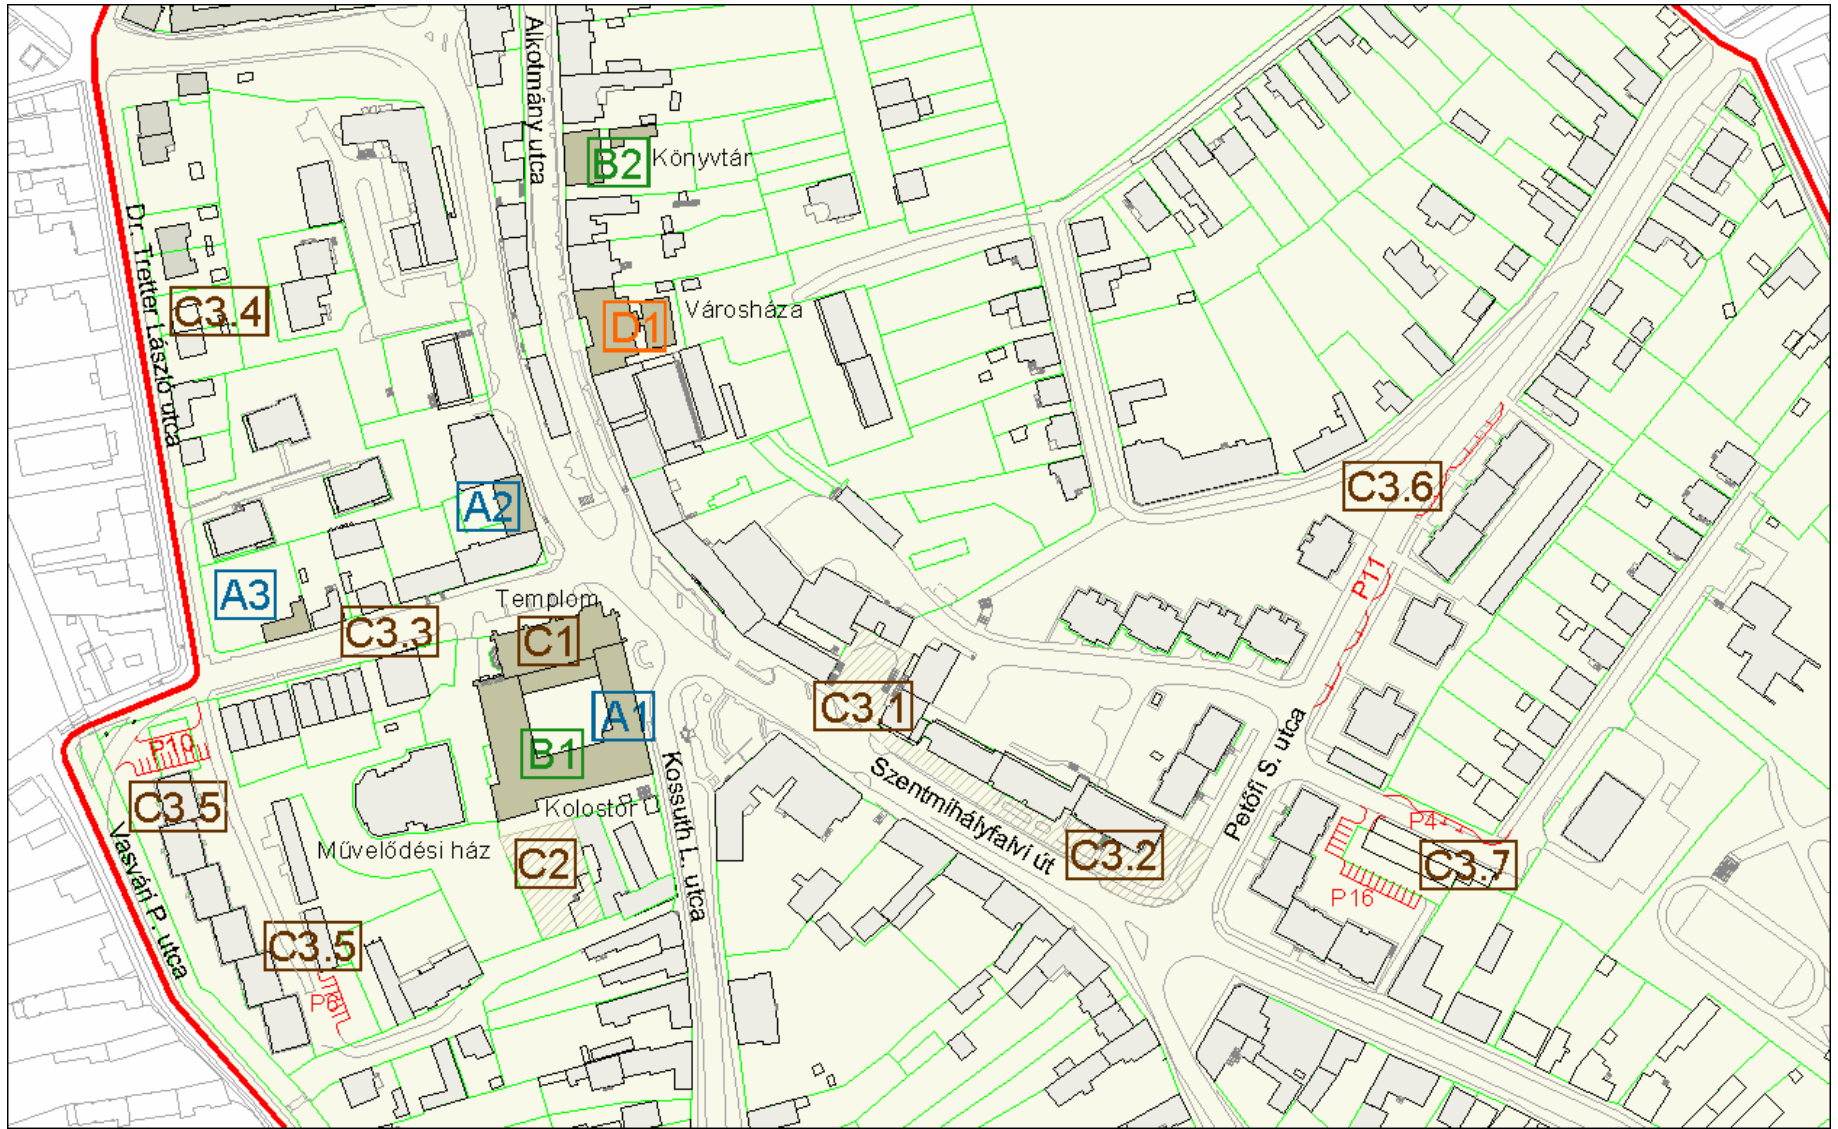 Alkotmány utca
B2
Könyvtár
Dr. Tretter László utca
C3.4
D1
Városháza
A2
C3.6
A3
P11
Templom
C3.3
C1
A1
C3.1
P10
B1
Kossuth L. utca
Szentmihályfalvi út
Petőfi S. utca
C3.5
Kolostor
P4
Vasvári P. utca
Művelődési ház
C2
C3.2
C3.7
P16
C3.5